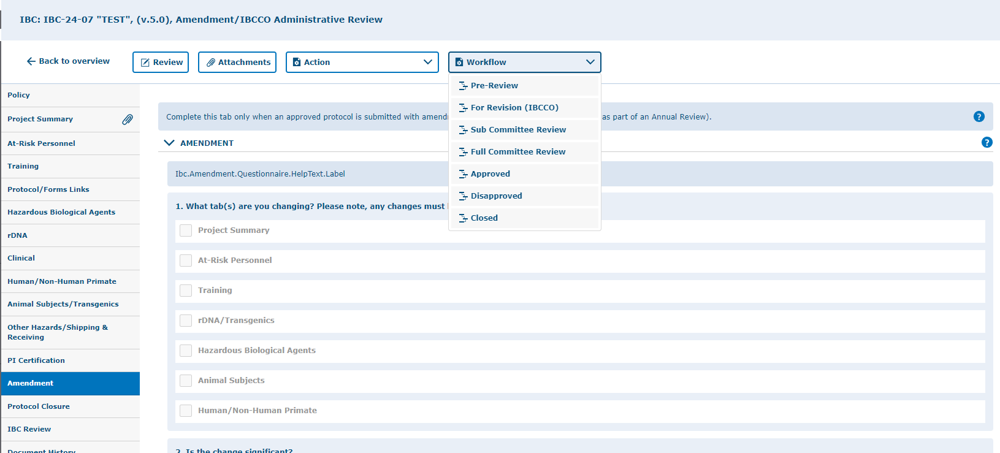 IBC: IBC-24-07 "TEST", (v.5.0), Amendment/IBCCO Administrative Review
Back to overview
Review
Attachments
Action
Workflow
Pre-Review
For Revision (IBCCO)
Sub Committee Review
Full Committee Review
Approved
Disapproved
Closed
Policy
Project Summary
At-Risk Personnel
Training
Protocol/Forms Links
Hazardous Biological Agents
rDNA
Clinical
Human/Non-Human Primate
Animal Subjects/Transgenics
Other Hazards/Shipping &
Receiving
PI Certification
Amendment
Protocol Closure
IBC Review
Document History
Complete this tab only when an approved protocol is submitted with as part of an Annual Review).
AMENDMENT
Ibc.Amendment.Questionnaire.HelpText.Label
1. What tab(s) are you changing? Please note, any changes must
Project Summary
At-Risk Personnel
Training
rDNA/Transgenics
Hazardous Biological Agents
Animal Subjects
Human/Non-Human Primate
2. Is the change significant?